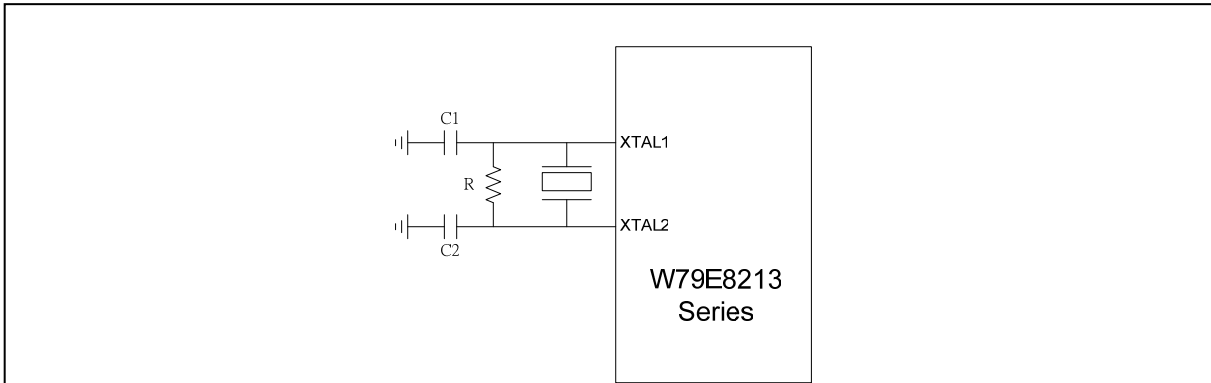 C1
XTAL1
R
XTAL2
C2
W79E8213
Series